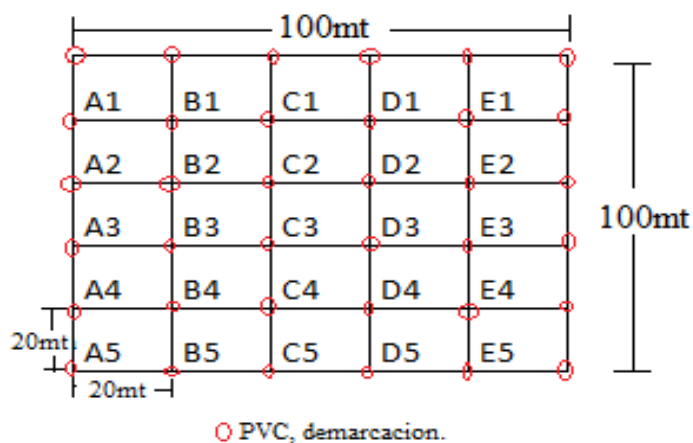 100mt
A1 B1 C1 D1 E1
A2 B2 C2 D2 E2
100mt
A3 B3 C3 D3 E3
A4 B4 C4 D4 E4
20mt
A5 B5 C5 D5 E5
20mt
PVC, demarcacion.